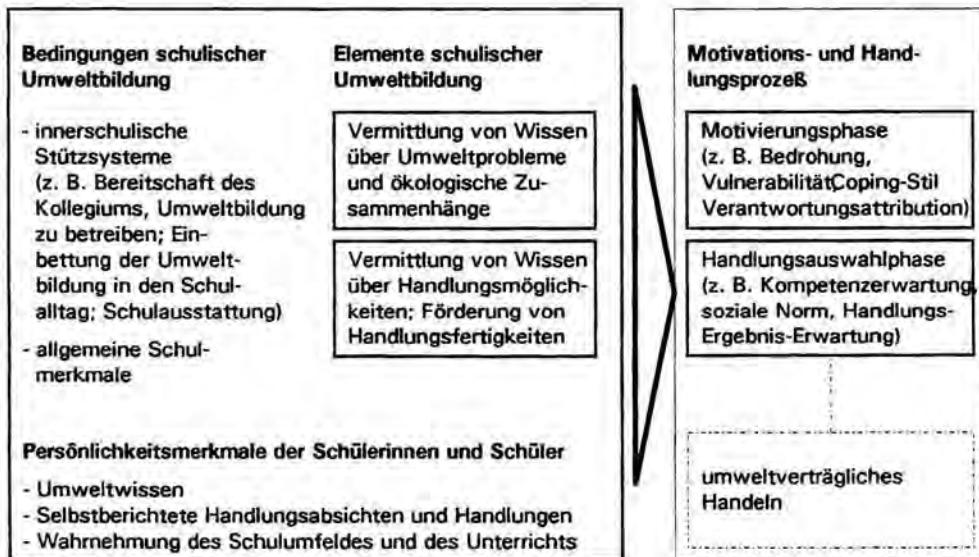 Bedingungen schulischer
Umweltbildung
- innerschulische
Stützsysteme
(z. B. Bereitschaft des
Kollegiums, Umweltbildung
zu betreiben; Ein-
bettung der Umwelt-
bildung in den Schul-
alltag; Schulausstattung)
- allgemeine Schul-
merkmale
Elemente schulischer
Umweltbildung
Vermittlung von Wissen
über Umweltprobleme
und ökologische Zu-
sammenhänge
Vermittlung von Wissen
über Handlungsmöglich-
keiten; Förderung von
Handlungsfertigkeiten
Persönlichkeitsmerkmale der Schülerinnen und Schüler
- Umweltwissen
- Selbstberichtete Handlungsabsichten und Handlungen
- Wahrnehmung des Schulumfeldes und des Unterrichts
Motivations- und Hand-
lungsprozeß
Motivierungsphase
(z. B. Bedrohung,
Vulnerabilität,Coping-Stil
Verantwortungsattribution)
Handlungsauswahlphase
(z. B. Kompetenzerwartung,
soziale Norm, Handlungs-
Ergebnis-Erwartung)
umweltverträgliches
Handeln